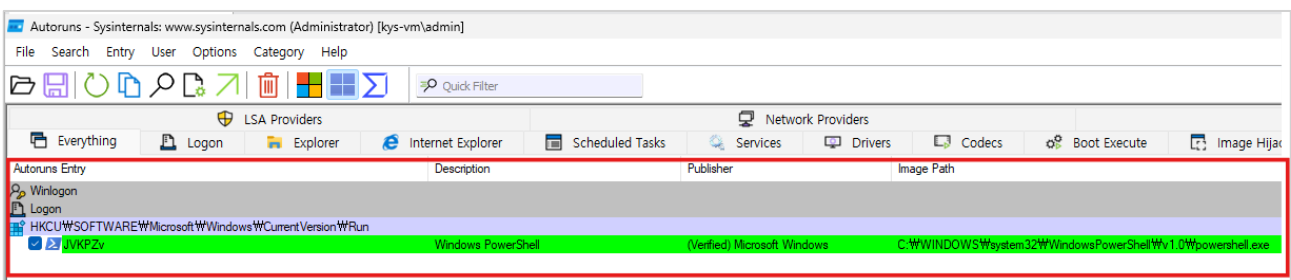 Autoruns - Sysinternals: www.sysinternals.com (Administrator) [kys-vm\admin]
File Search Entry User Options Category Help
Quick Filter
LSA Providers Network Providers
Everything Logon Explorer Internet Explorer Scheduled Tasks Services Drivers Codecs Boot Execute Image Hijac
Autoruns Entry Description Publisher Image Path
Winlogon
Logon
HKCU₩SOFTWARE₩Microsoft₩Windows₩CurrentVersion₩Run
JVKPZv Windows PowerShell (Verified) Microsoft Windows C:₩WINDOWS₩system32₩WindowsPowerShell₩v1.0₩powershell.exe